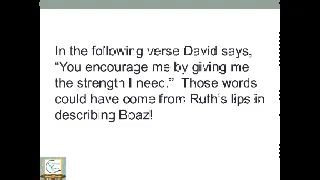 In the following verse David says,
“You encourage me by giving me
the strength I need.”  Those words
could have come from Ruth’s lips in
describing Boaz!